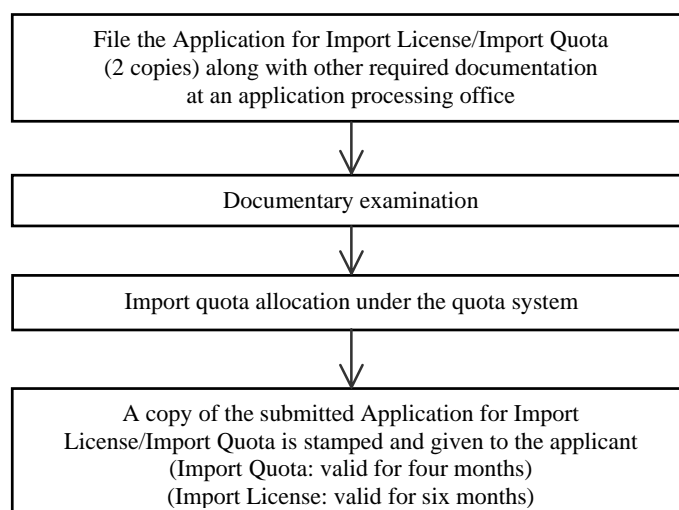 File the Application for Import License/Import Quota
(2 copies) along with other required documentation
at an application processing office
Documentary examination
Import quota allocation under the quota system
A copy of the submitted Application for Import
License/Import Quota is stamped and given to the applicant
(Import Quota: valid for four months)
(Import License: valid for six months)